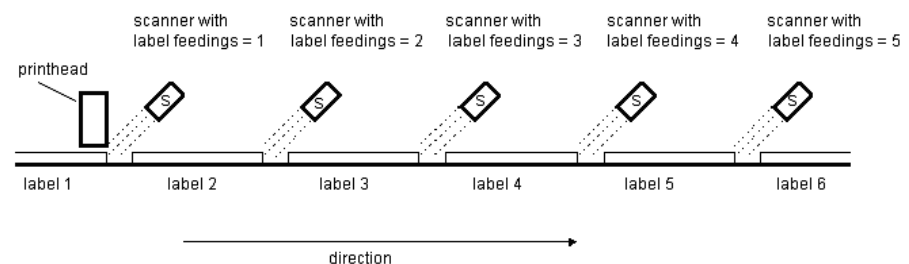 scanner with
label feedings = 1
scanner with
label feedings = 2
scanner with
label feedings = 3
scanner with
label feedings = 4
scanner with
label feedings = 5
printhead
S
S
S
S
S
label 1
label 2
label 3
label 4
label 5
label 6
direction